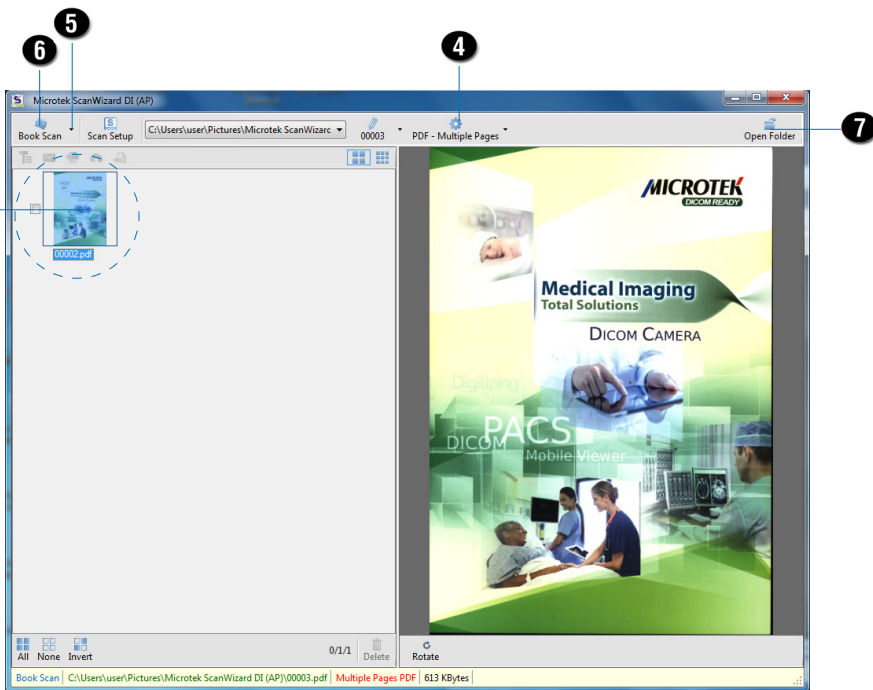 5
6
4
Microtek ScanWizard DI (AP)
Book Scan
Scan Setup
C:\Users\user\Pictures\Microtek ScanWizarc
00003
PDF - Multiple Pages
Open Folder
7
MICROTEK
DICOM READY
Medical Imaging
Total Solutions
DICOM CAMERA
Digitizing
PACS
DICOM
Mobile Viewer
00002.pdf
All None Invert
0/1/1
Delete
Rotate
Book Scan
C:\Users\user\Pictures\Microtek ScanWizard DI (AP)\00003.pdf
Multiple Pages PDF
613 KBytes